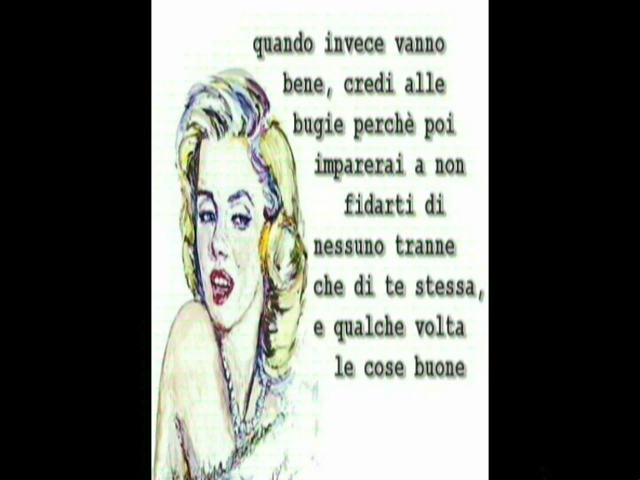 quando invece vanno
bene, credi alle
bugie perchè poi
imparerai a non
fidarti di
nessuno tranne
che di te stessa,
e qualche volta
le cose buone